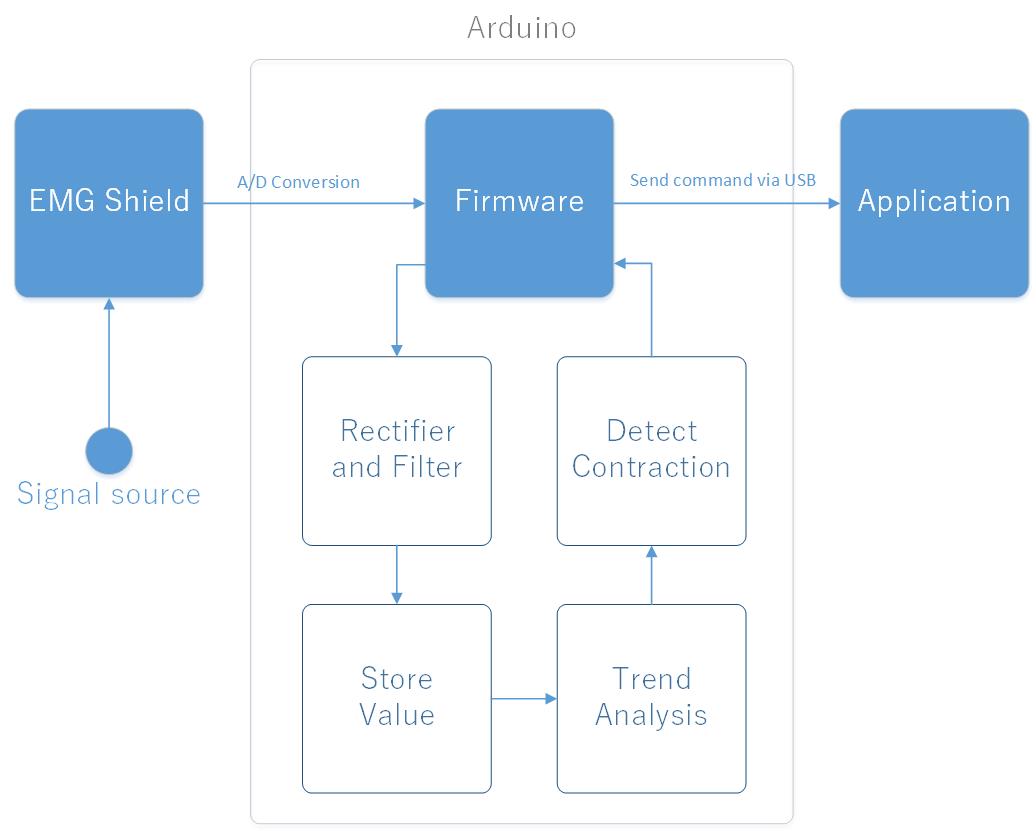 Arduino
EMG Shield
A/D Conversion
Firmware
Send command via USB
Application
Signal source
Rectifier
and Filter
Detect
Contraction
Store
Value
Trend
Analysis